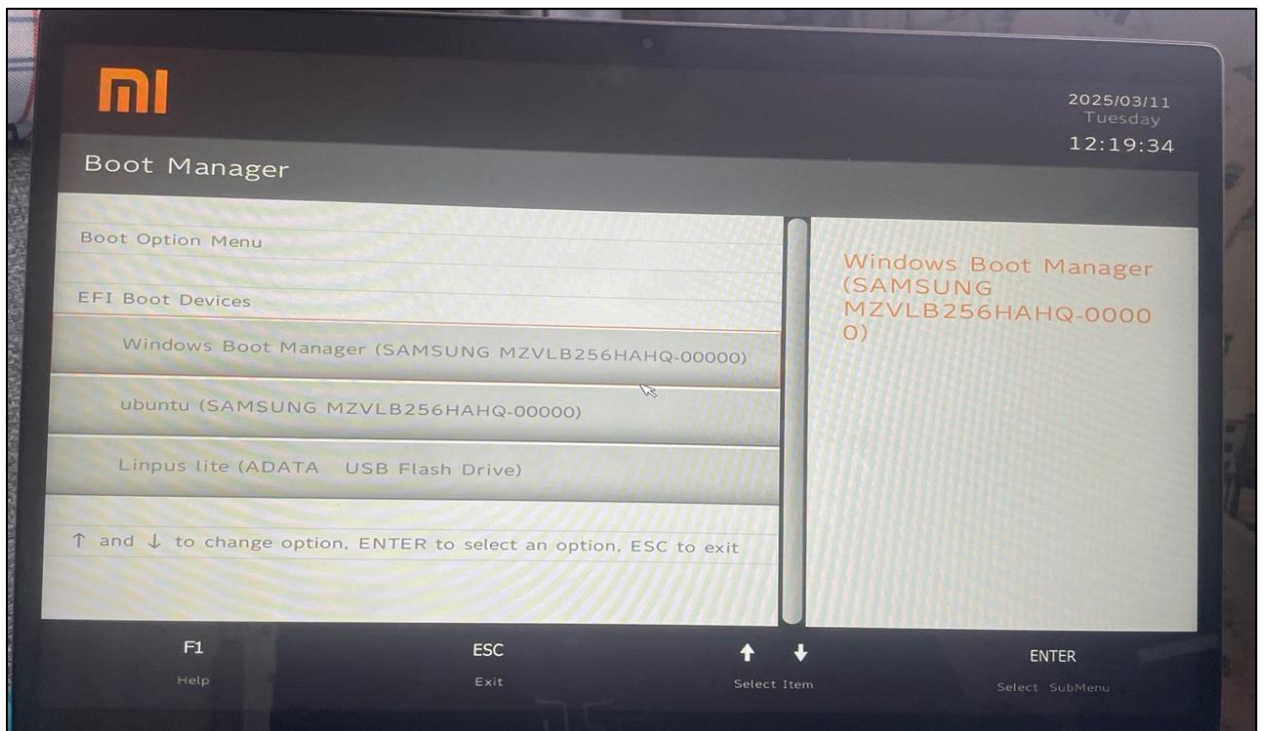 mi
2025/03/11
Tuesday
12:19:34
Boot Manager
Boot Option Menu
EFI Boot Devices
Windows Boot Manager (SAMSUNG MZVLB256HAHQ-00000)
ubuntu (SAMSUNG MZVLB256HAHQ-00000)
Linpus lite (ADATA USB Flash Drive)
↑ and ↓ to change option, ENTER to select an option, ESC to exit
Windows Boot Manager
(SAMSUNG
MZVLB256HAHQ-0000
0)
F1
Help
ESC
Exit
↑ ↓
Select Item
ENTER
Select SubMenu